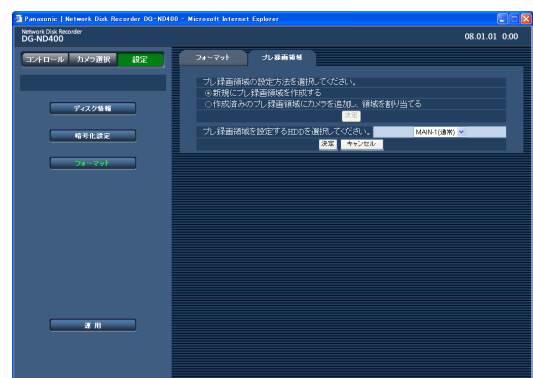 Panasonic | Network Disk Recorder DG-ND400 - Microsoft Internet Explorer
Network Disk Recorder
DG-ND400
08.01.01 0:00
コントロール カメラ選択 設定
フォーマット プレ録画領域
プレ録画領域の設定方法を選択してください。
新規にプレ録画領域を作成する
作成済みのプレ録画領域にカメラを追加し、領域を割り当てる
決定
プレ録画領域を設定するHDDを選択してください。 MAIN-1(通常)
決定 キャンセル
ディスク情報
暗号化設定
フォーマット
運用